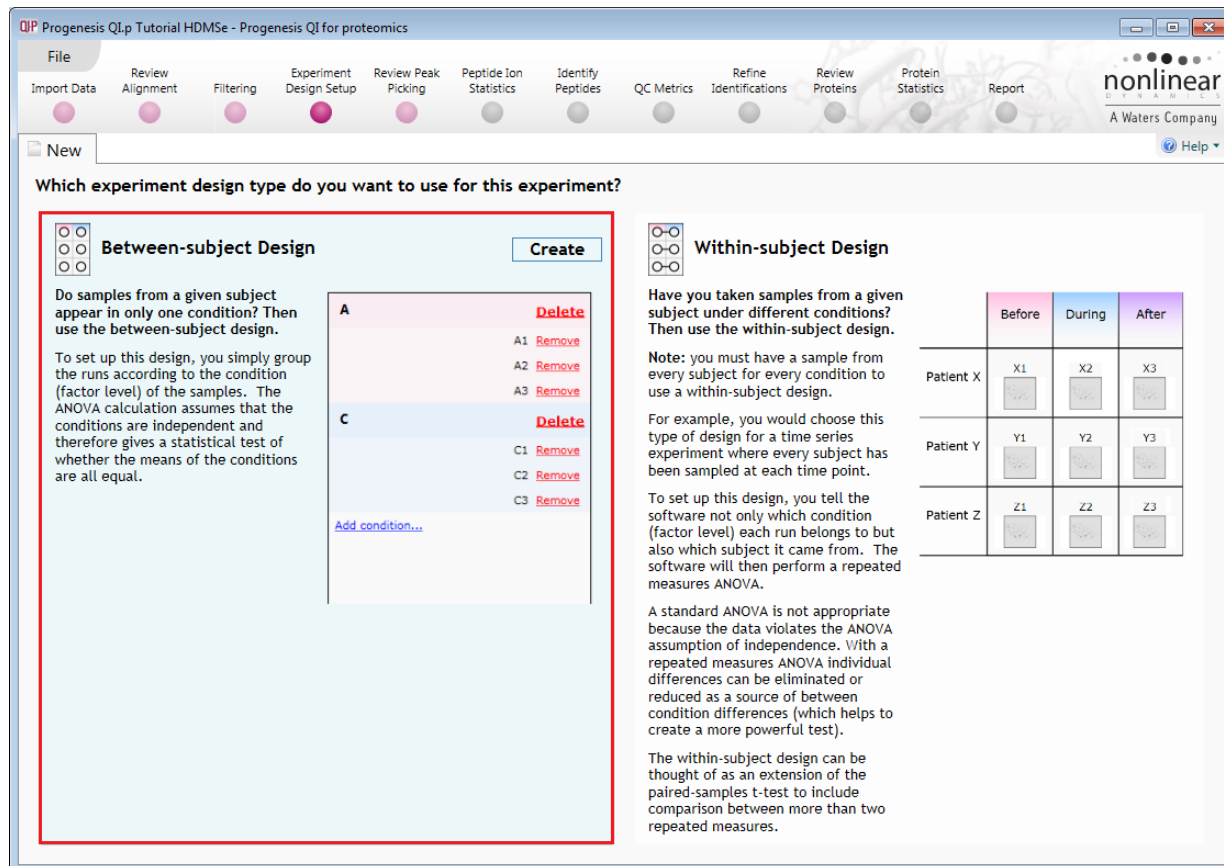 QIP Progenesis QI.p Tutorial HDMSe - Progenesis QI for proteomics
File
Import Data
Review
Alignment
Filtering
Experiment
Design Setup
Review Peak
Picking
Peptide Ion
Statistics
Identify
Peptides
QC Metrics
Refine
Identifications
Review
Proteins
Protein
Statistics
Report
nonlinear
DYNAMICS
A Waters Company
New
Help
Which experiment design type do you want to use for this experiment?
Between-subject Design
Create
Do samples from a given subject
appear in only one condition? Then
use the between-subject design.
To set up this design, you simply group
the runs according to the condition
(factor level) of the samples. The
ANOVA calculation assumes that the
conditions are independent and
therefore gives a statistical test of
whether the means of the conditions
are all equal.
A Delete
A1 Remove
A2 Remove
A3 Remove
C Delete
C1 Remove
C2 Remove
C3 Remove
Add condition...
Within-subject Design
Have you taken samples from a given
subject under different conditions?
Then use the within-subject design.
Note: you must have a sample from
every subject for every condition to
use a within-subject design.
For example, you would choose this
type of design for a time series
experiment where every subject has
been sampled at each time point.
To set up this design, you tell the
software not only which condition
(factor level) each run belongs to but
also which subject it came from. The
software will then perform a repeated
measures ANOVA.
A standard ANOVA is not appropriate
because the data violates the ANOVA
assumption of independence. With a
repeated measures ANOVA individual
differences can be eliminated or
reduced as a source of between
condition differences (which helps to
create a more powerful test).
The within-subject design can be
thought of as an extension of the
paired-samples t-test to include
comparison between more than two
repeated measures.
Before During After
Patient X X1 X2 X3
Patient Y Y1 Y2 Y3
Patient Z Z1 Z2 Z3